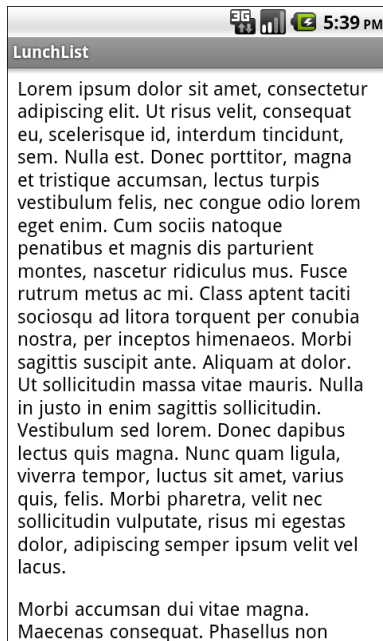 3G 5:39 PM
LunchList
Lorem ipsum dolor sit amet, consectetur
adipiscing elit. Ut risus velit, consequat
eu, scelerisque id, interdum tincidunt,
sem. Nulla est. Donec porttitor, magna
et tristique accumsan, lectus turpis
vestibulum felis, nec congue odio lorem
eget enim. Cum sociis natoque
penatibus et magnis dis parturient
montes, nascetur ridiculus mus. Fusce
rutrum metus ac mi. Class aptent taciti
sociosqu ad litora torquent per conubia
nostra, per inceptos himenaeos. Morbi
sagittis suscipit ante. Aliquam at dolor.
Ut sollicitudin massa vitae mauris. Nulla
in justo in enim sagittis sollicitudin.
Vestibulum sed lorem. Donec dapibus
lectus quis magna. Nunc quam ligula,
viverra tempor, luctus sit amet, varius
quis, felis. Morbi pharetra, velit nec
sollicitudin vulputate, risus mi egestas
dolor, adipiscing semper ipsum velit vel
lacus.
Morbi accumsan dui vitae magna.
Maecenas consequat. Phasellus non